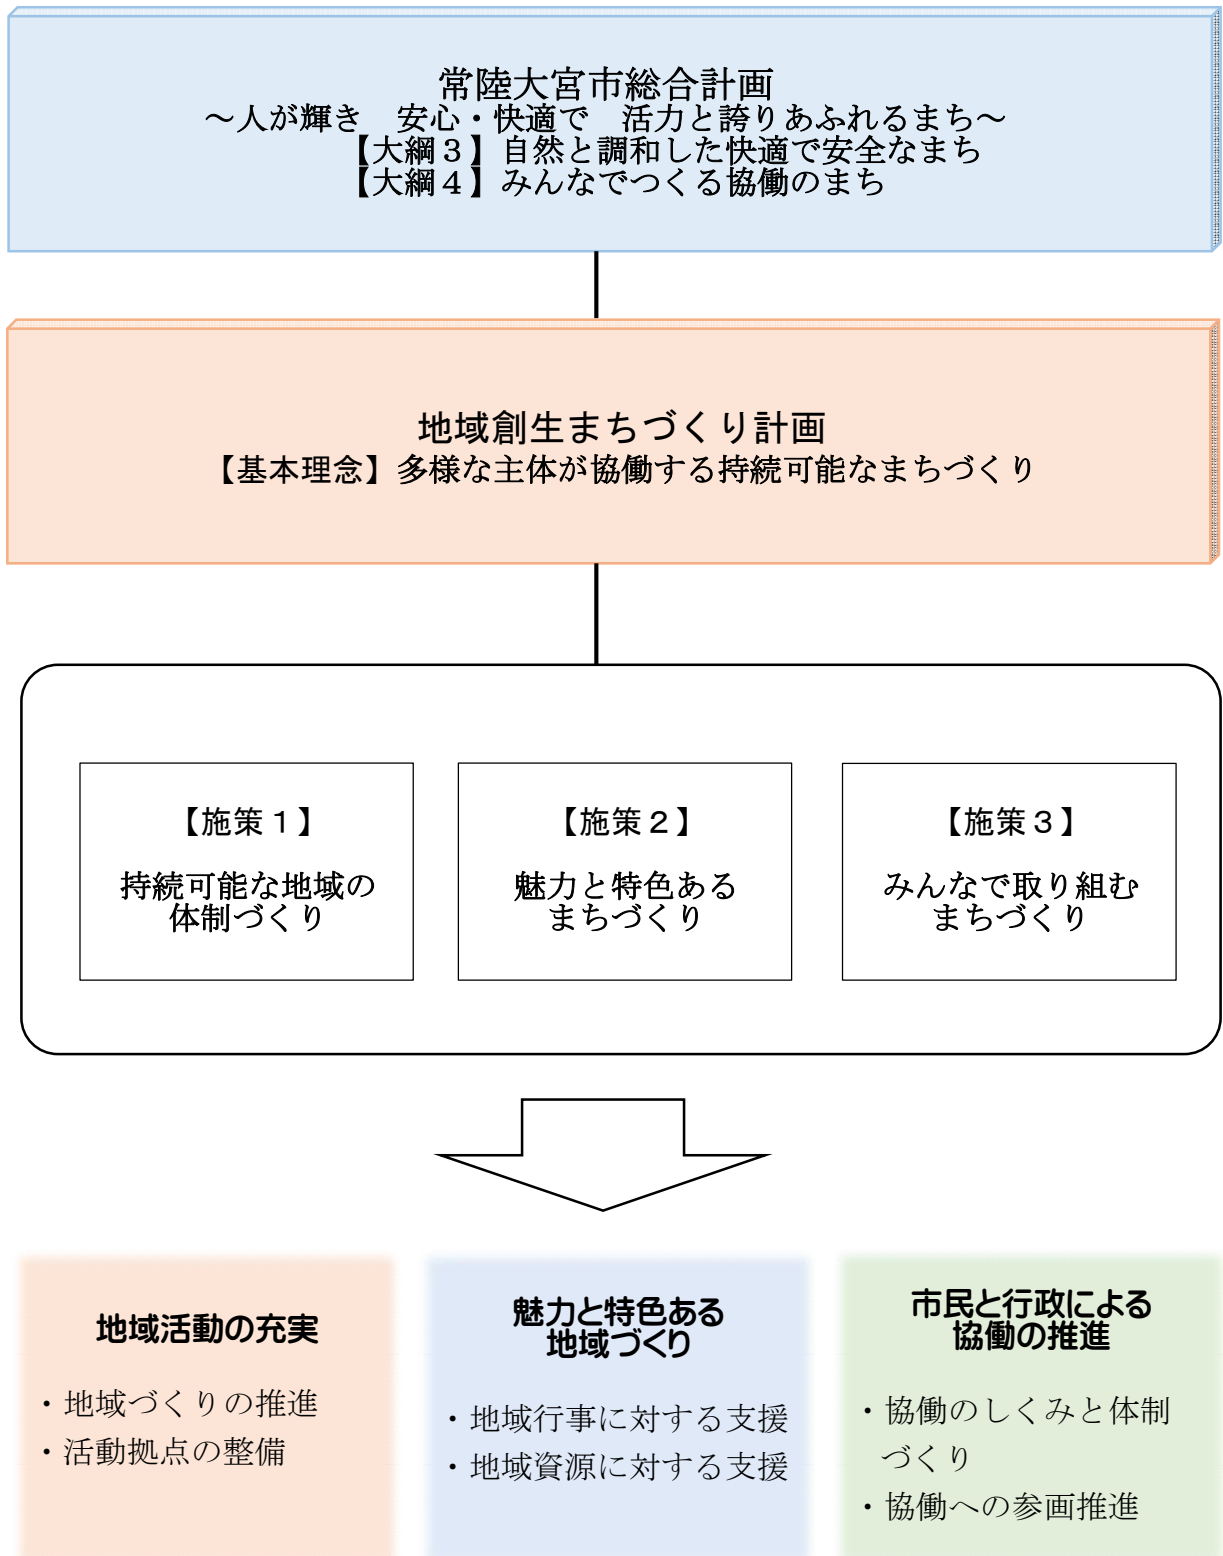 常陸大宮市総合計画
～人が輝き　安心・快適で　活力と誇りあふれるまち～
【大綱３】自然と調和した快適で安全なまち
【大綱４】みんなでつくる協働のまち
地域創生まちづくり計画
【基本理念】多様な主体が協働する持続可能なまちづくり
【施策１】
持続可能な地域の
体制づくり
【施策２】
魅力と特色ある
まちづくり
【施策３】
みんなで取り組む
まちづくり
地域活動の充実
・地域づくりの推進
・活動拠点の整備
魅力と特色ある
地域づくり
・地域行事に対する支援
・地域資源に対する支援
市民と行政による
協働の推進
・協働のしくみと体制
づくり
・協働への参画推進